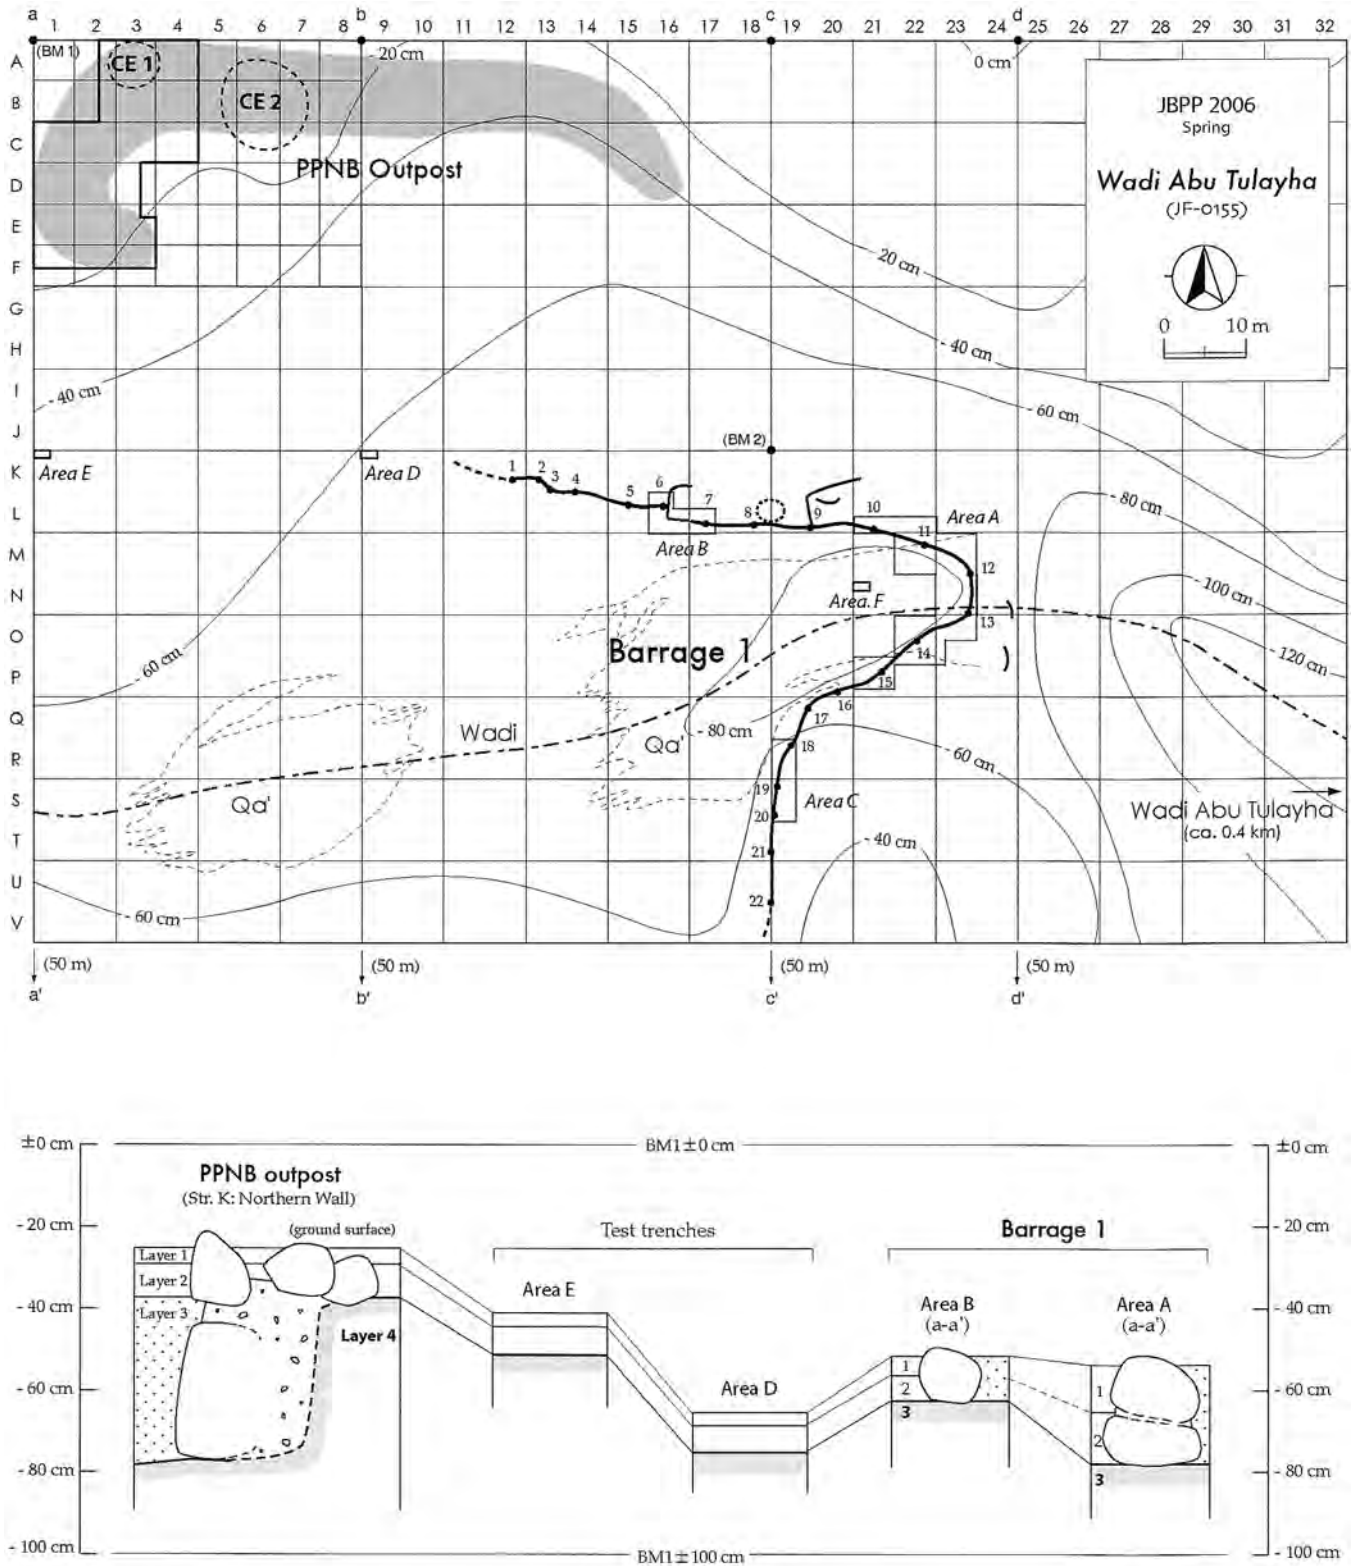 a b c d
1 2 3 4 5 6 7 8 9 10 11 12 13 14 15 16 17 18 19 20 21 22 23 24 25 26 27 28 29 30 31 32
(BM 1)
A
B
C
D
E
F
G
H
I
J
K
L
M
N
O
P
Q
R
S
T
U
V
CE 1
CE 2
PPNB Outpost
- 20 cm
0 cm
JBPP 2006
Spring
Wadi Abu Tulayha
(JF-0155)
0 10 m
- 20 cm
- 40 cm
- 40 cm
- 60 cm
(BM 2)
Area E
Area D
1 2 3 4 5 6 7 8 9 10 11 12 13 14 15 16 17 18 19 20 21 22
Area A
Area B
Area F
- 80 cm
- 100 cm
- 120 cm
- 60 cm
Barrage 1
Wadi
Qa'
- 80 cm
- 60 cm
Qa'
Area C
Wadi Abu Tulayha
(ca. 0.4 km)
- 40 cm
- 60 cm
(50 m) (50 m) (50 m) (50 m)
a' b' c' d'
±0 cm BM1±0 cm ±0 cm
PPNB outpost
(Str. K: Northern Wall)
- 20 cm (ground surface) Test trenches Barrage 1 - 20 cm
Layer 1
Layer 2
Layer 3
Layer 4
Area E
- 40 cm Area B Area A - 40 cm
(a-a') (a-a')
- 60 cm Area D 1 1 - 60 cm
2 2
3 3
- 80 cm - 80 cm
- 100 cm BM1±100 cm - 100 cm